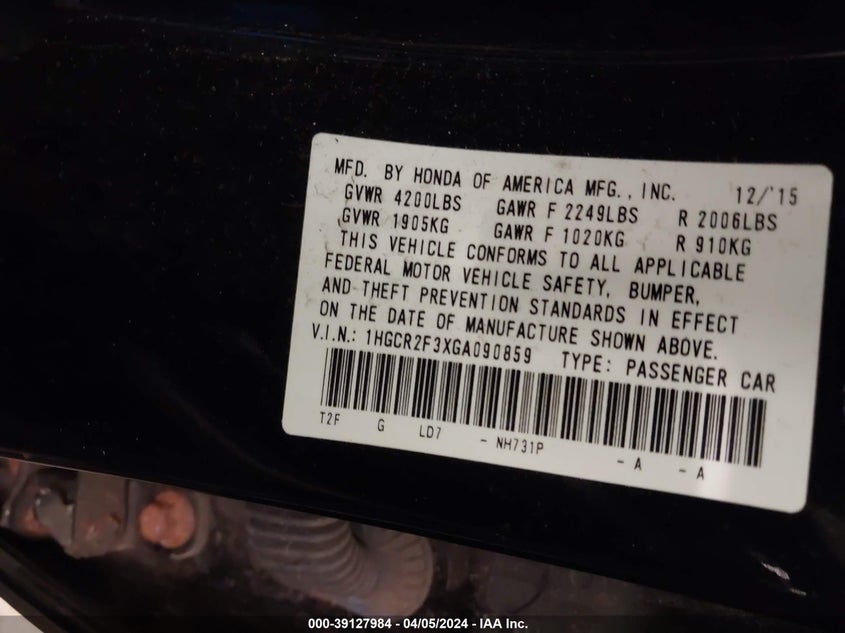 MFD. BY HONDA OF AMERICA MFG., INC. 12/'15
GVWR 4200LBS GAWR F 2249LBS R 2006LBS
GVWR 1905KG GAWR F 1020KG R 910KG
THIS VEHICLE CONFORMS TO ALL APPLICABLE
FEDERAL MOTOR VEHICLE SAFETY, BUMPER,
AND THEFT PREVENTION STANDARDS IN EFFECT
ON THE DATE OF MANUFACTURE SHOWN ABOVE.
V.I.N.: 1HGCR2F3XGA090859 TYPE: PASSENGER CAR
T2F G LD7 - NH731P - A - A
000-39127984 - 04/05/2024 - IAA Inc.